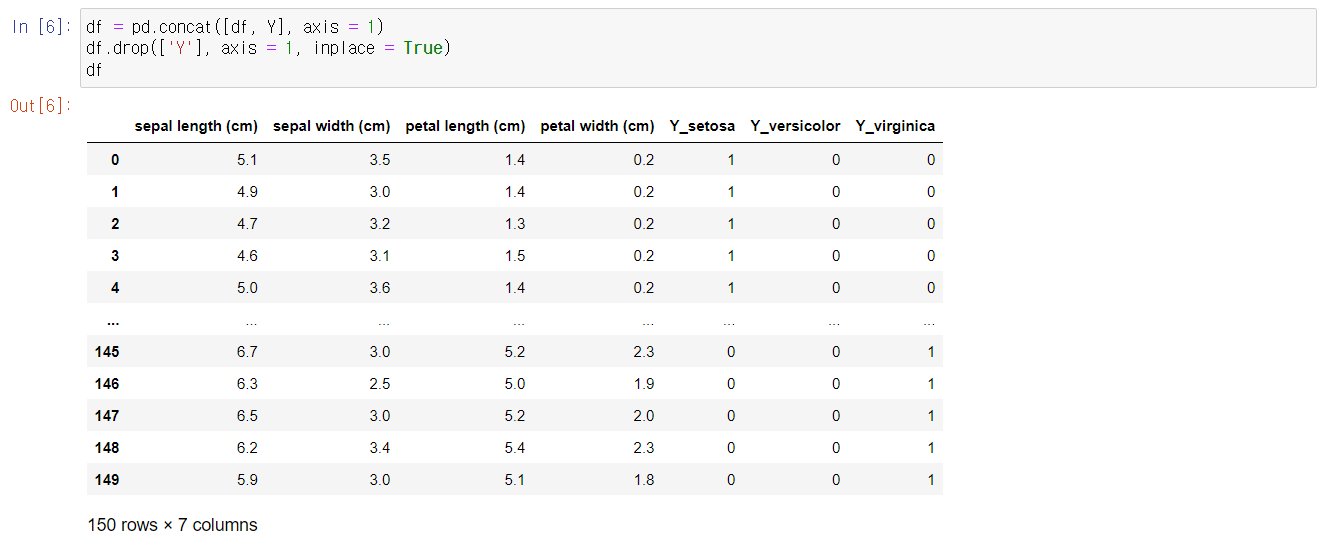 In [6]: df = pd.concat([df, Y], axis = 1)
df.drop(['Y'], axis = 1, inplace = True)
df
Out[6]:
sepal length (cm) sepal width (cm) petal length (cm) petal width (cm) Y_setosa Y_versicolor Y_virginica
0 5.1 3.5 1.4 0.2 1 0 0
1 4.9 3.0 1.4 0.2 1 0 0
2 4.7 3.2 1.3 0.2 1 0 0
3 4.6 3.1 1.5 0.2 1 0 0
4 5.0 3.6 1.4 0.2 1 0 0
... ... ... ... ... ... ... ...
145 6.7 3.0 5.2 2.3 0 0 1
146 6.3 2.5 5.0 1.9 0 0 1
147 6.5 3.0 5.2 2.0 0 0 1
148 6.2 3.4 5.4 2.3 0 0 1
149 5.9 3.0 5.1 1.8 0 0 1
150 rows × 7 columns